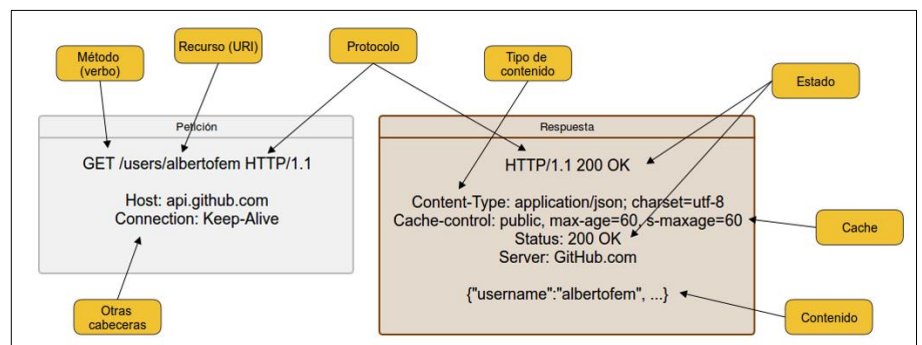 Método
(verbo)
Recurso (URI)
Protocolo
Tipo de
contenido
Estado
Petición
GET /users/albertofem HTTP/1.1
Host: api.github.com
Connection: Keep-Alive
Otras
cabeceras
Respuesta
HTTP/1.1 200 OK
Content-Type: application/json; charset=utf-8
Cache-control: public, max-age=60, s-maxage=60
Status: 200 OK
Server: GitHub.com
{"username":"albertofem", ...}
Cache
Contenido